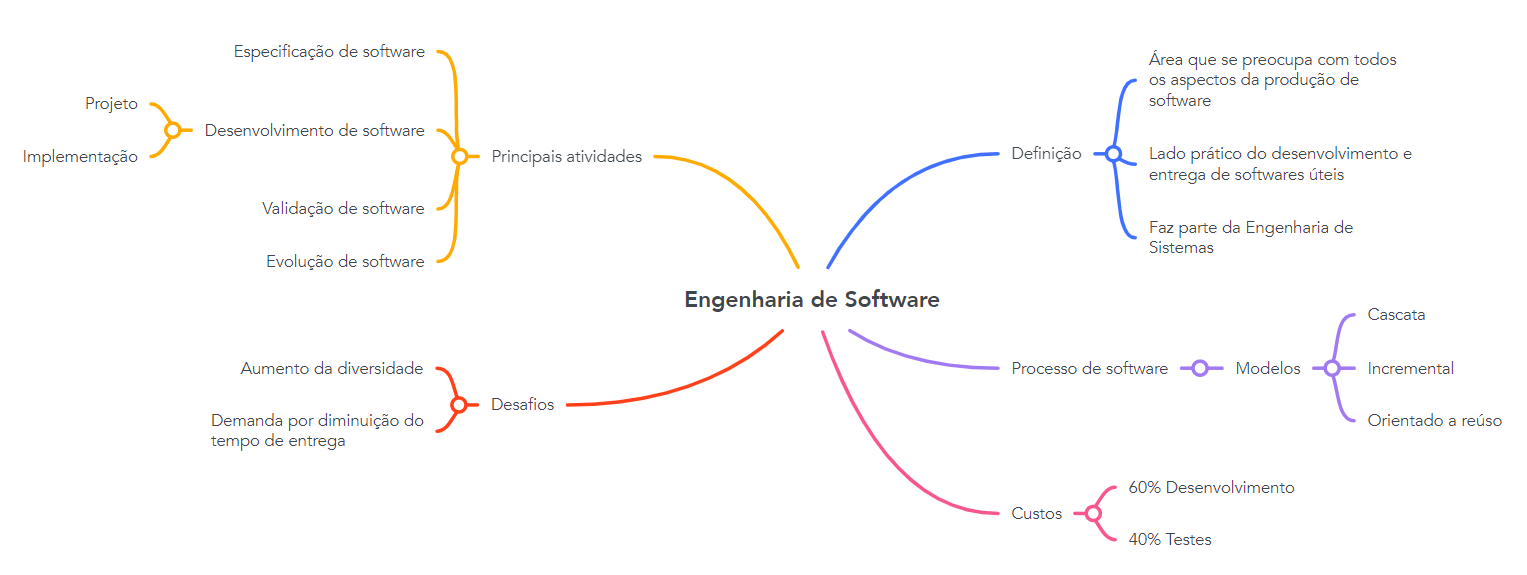 Engenharia de Software
Definição
Área que se preocupa com todos
os aspectos da produção de
software
Lado prático do desenvolvimento e
entrega de softwares úteis
Faz parte da Engenharia de
Sistemas
Processo de software
Modelos
Cascata
Incremental
Orientado a reúso
Custos
60% Desenvolvimento
40% Testes
Principais atividades
Especificação de software
Desenvolvimento de software
Projeto
Implementação
Validação de software
Evolução de software
Desafios
Aumento da diversidade
Demanda por diminuição do
tempo de entrega